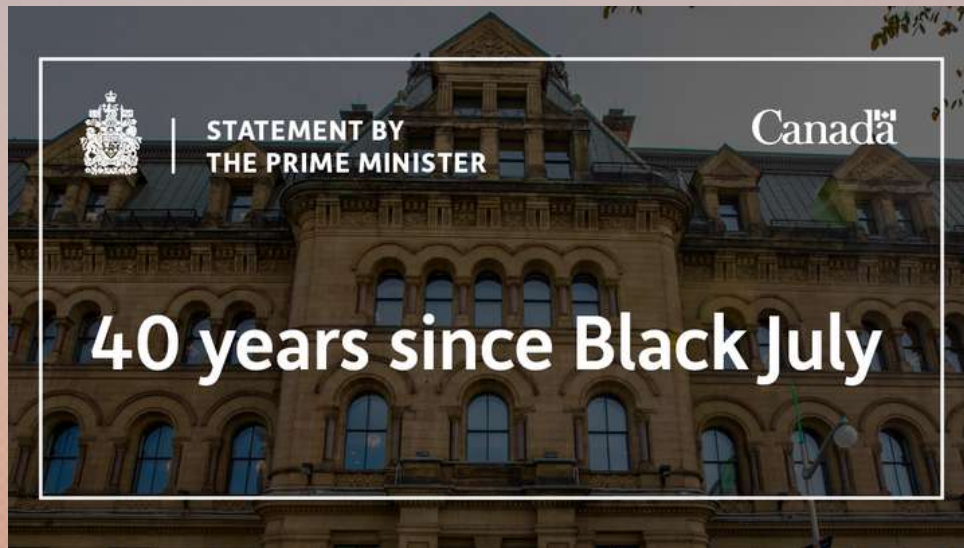 STATEMENT BY
THE PRIME MINISTER
Canada
40 years since Black July